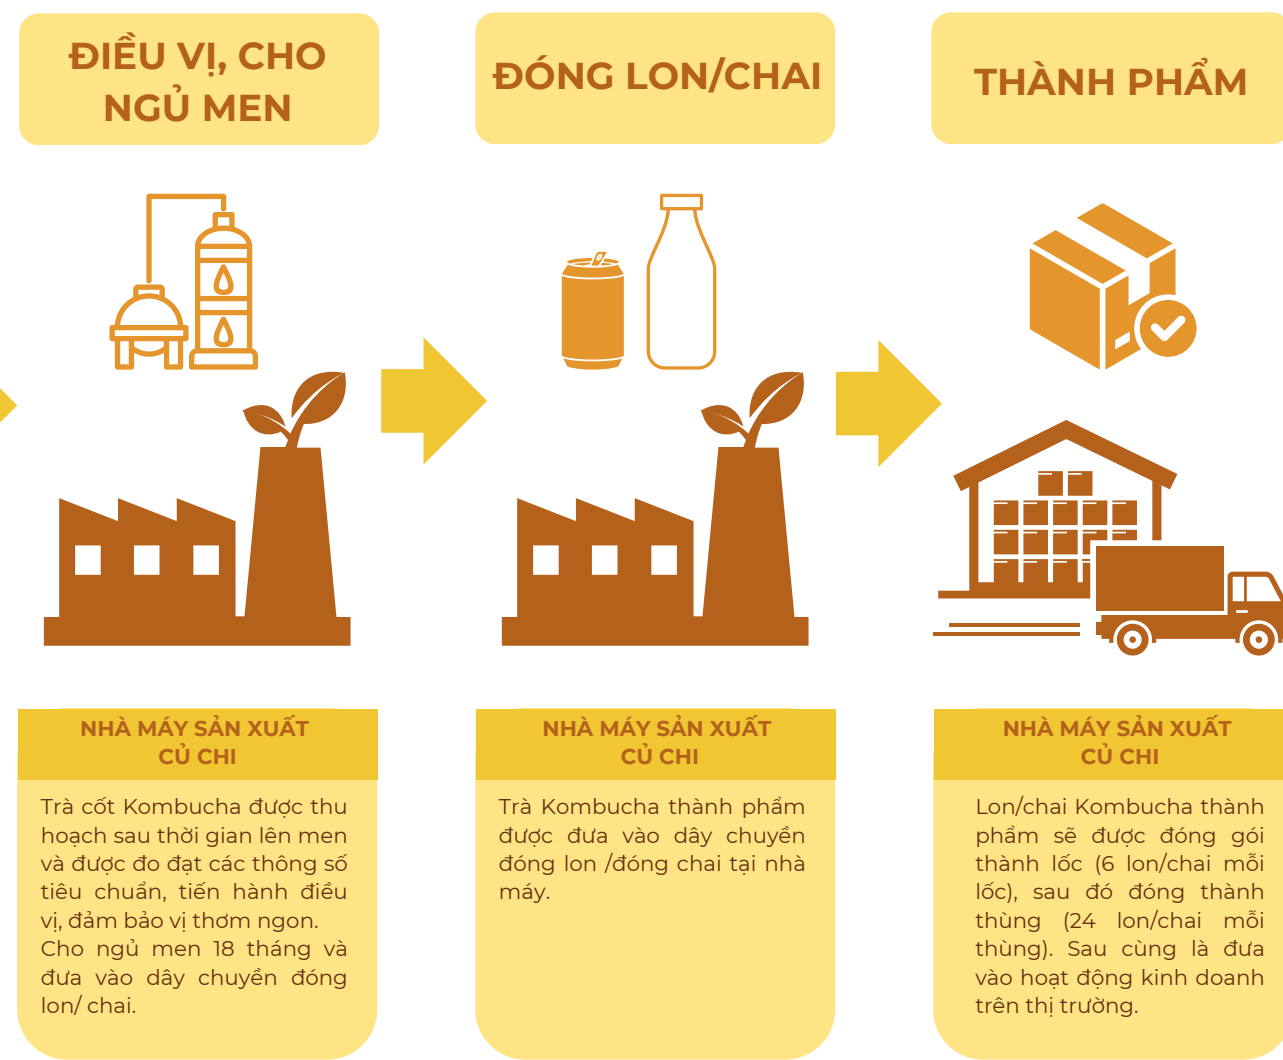 ĐIỀU VỊ, CHO
NGỦ MEN
NHÀ MÁY SẢN XUẤT
CỦ CHI
Trà cốt Kombucha được thu
hoạch sau thời gian lên men
và được đo đạt các thông số
tiêu chuẩn, tiến hành điều
vị, đảm bảo vị thơm ngon.
Cho ngủ men 18 tháng và
đưa vào dây chuyền đóng
lon/ chai.
ĐÓNG LON/CHAI
NHÀ MÁY SẢN XUẤT
CỦ CHI
Trà Kombucha thành phẩm
được đưa vào dây chuyền
đóng lon /đóng chai tại nhà
máy.
THÀNH PHẨM
NHÀ MÁY SẢN XUẤT
CỦ CHI
Lon/chai Kombucha thành
phẩm sẽ được đóng gói
thành lốc (6 lon/chai mỗi
lốc), sau đó đóng thành
thùng (24 lon/chai mỗi
thùng). Sau cùng là đưa
vào hoạt động kinh doanh
trên thị trường.